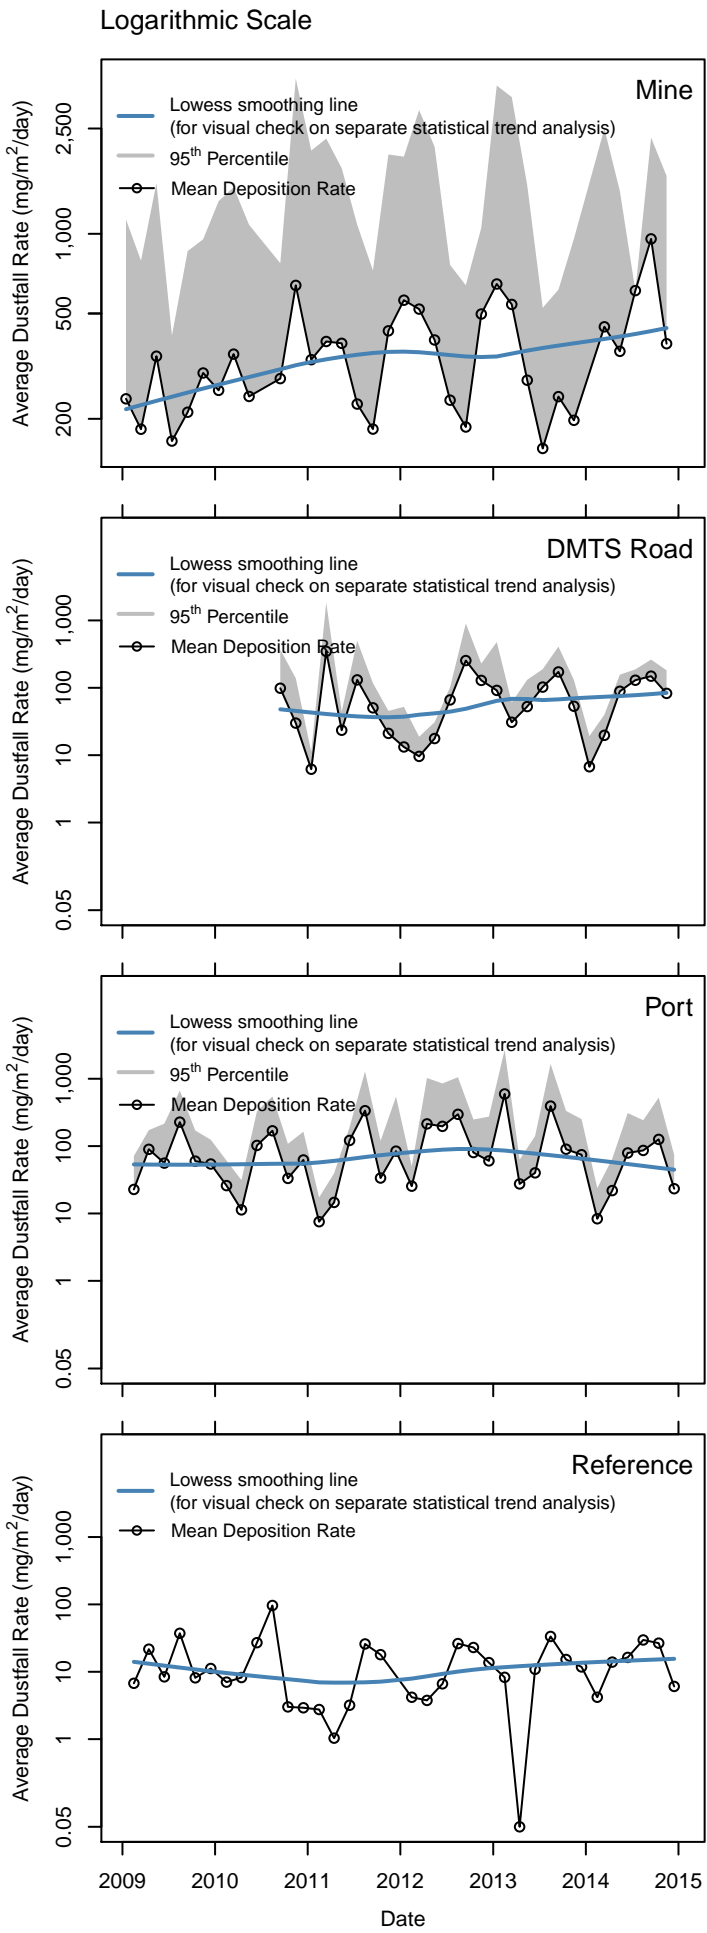 Logarithmic Scale
Mine
Lowess smoothing line
(for visual check on separate statistical trend analysis)
95th Percentile
Mean Deposition Rate
Average Dustfall Rate (mg/m²/day)
2,500
1,000
500
200
DMTS Road
Lowess smoothing line
(for visual check on separate statistical trend analysis)
95th Percentile
Mean Deposition Rate
Average Dustfall Rate (mg/m²/day)
1,000
100
10
1
0.05
Port
Lowess smoothing line
(for visual check on separate statistical trend analysis)
95th Percentile
Mean Deposition Rate
Average Dustfall Rate (mg/m²/day)
1,000
100
10
1
0.05
Reference
Lowess smoothing line
(for visual check on separate statistical trend analysis)
Mean Deposition Rate
Average Dustfall Rate (mg/m²/day)
1,000
100
10
1
0.05
2009 2010 2011 2012 2013 2014 2015
Date